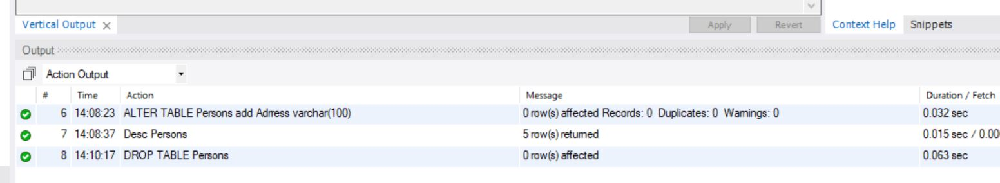 Vertical Output × Apply Revert Context Help Snippets
Output
Action Output
# Time Action Message Duration / Fetch
6 14:08:23 ALTER TABLE Persons add Adrress varchar(100) 0 row(s) affected Records: 0 Duplicates: 0 Warnings: 0 0.032 sec
7 14:08:37 Desc Persons 5 row(s) returned 0.015 sec / 0.00
8 14:10:17 DROP TABLE Persons 0 row(s) affected 0.063 sec